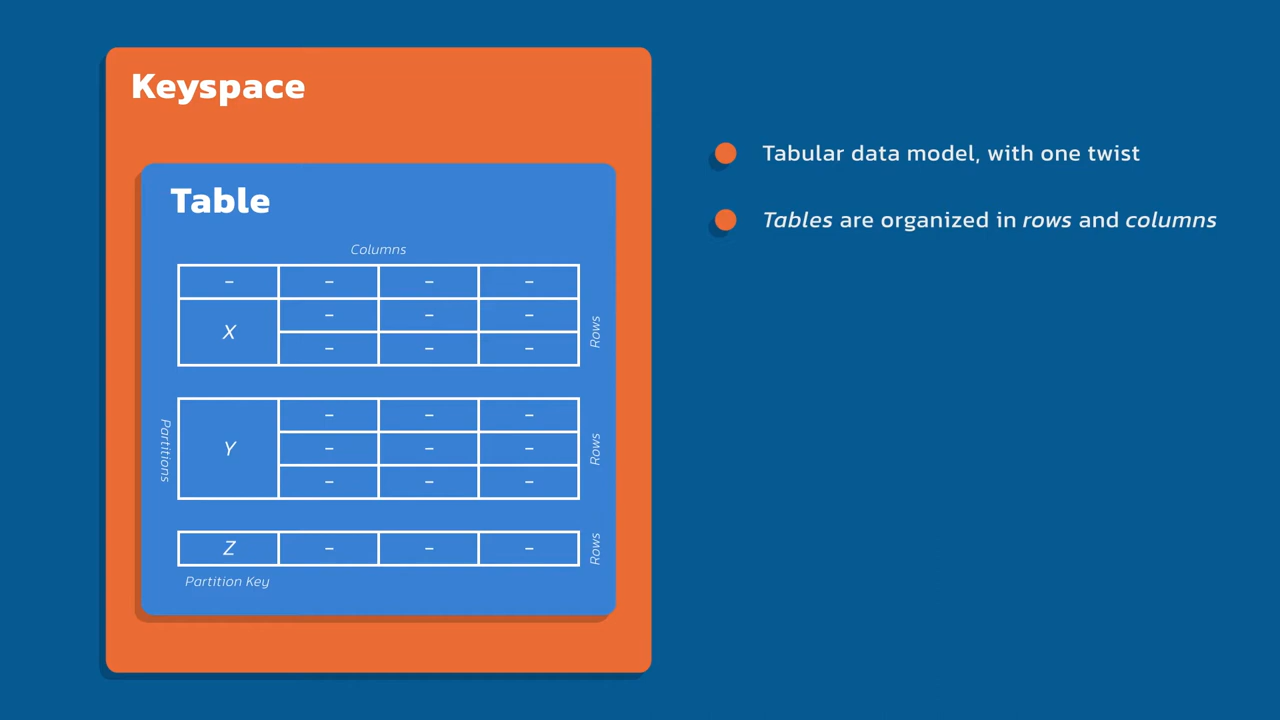 Keyspace
Table
Columns
- - - -
X - - -
- - -
Rows
Partitions
Y - - -
- - -
- - -
Rows
Z - - -
Rows
Partition Key
Tabular data model, with one twist
Tables are organized in rows and columns